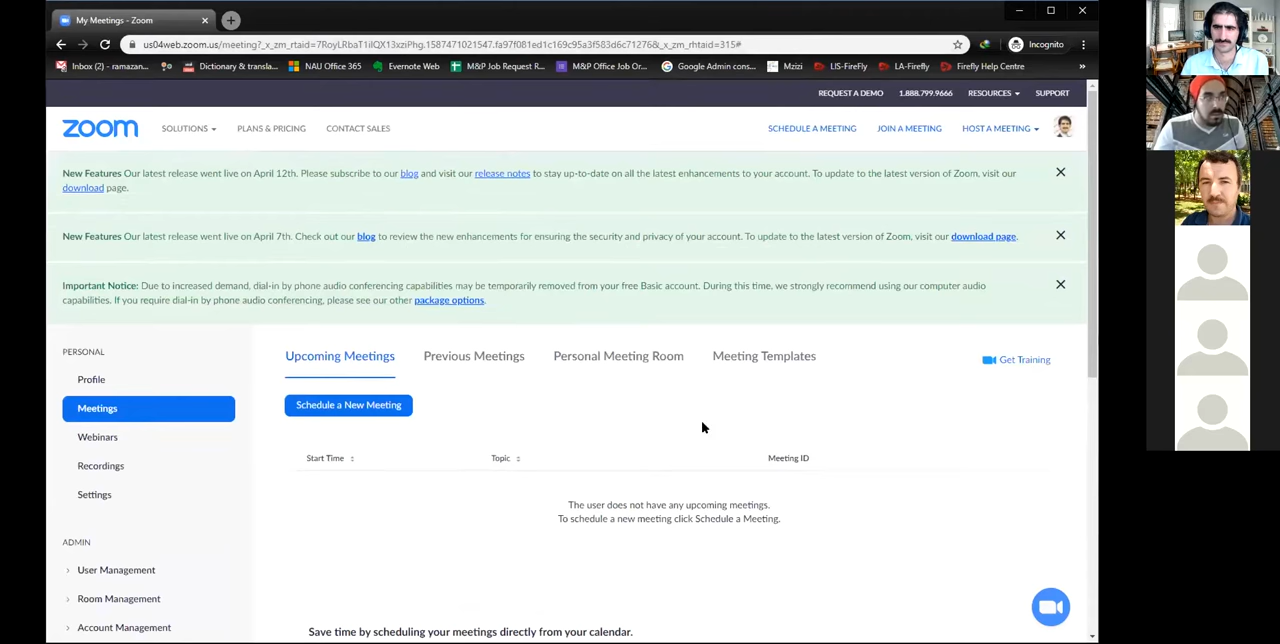 My Meetings - Zoom
us04web.zoom.us/meeting?_x_zm_rtaid=7RoyLRbaT1ilQX13xziPhg.1587471021547.fa97f081ed1c169c95a3f583d6c71276&_x_zm_rhtaid=315#
Incognito
Inbox (2) - ramazan... Dictionary & transla... NAU Office 365 Evernote Web M&P Job Request R... M&P Office Job Or... Google Admin cons... Mzizi LIS-FireFly LA-Firefly Firefly Help Centre »
REQUEST A DEMO 1.888.799.9666 RESOURCES SUPPORT
zoom SOLUTIONS PLANS & PRICING CONTACT SALES SCHEDULE A MEETING JOIN A MEETING HOST A MEETING
New Features Our latest release went live on April 12th. Please subscribe to our blog and visit our release notes to stay up-to-date on all the latest enhancements to your account. To update to the latest version of Zoom, visit our
download page.
New Features Our latest release went live on April 7th. Check out our blog to review the new enhancements for ensuring the security and privacy of your account. To update to the latest version of Zoom, visit our download page.
Important Notice: Due to increased demand, dial-in by phone audio conferencing capabilities may be temporarily removed from your free Basic account. During this time, we strongly recommend using our computer audio
capabilities. If you require dial-in by phone audio conferencing, please see our other package options.
PERSONAL
Profile
Meetings
Webinars
Recordings
Settings
ADMIN
User Management
Room Management
Account Management
Upcoming Meetings Previous Meetings Personal Meeting Room Meeting Templates Get Training
Schedule a New Meeting
Start Time Topic Meeting ID
The user does not have any upcoming meetings.
To schedule a new meeting click Schedule a Meeting.
Save time by scheduling your meetings directly from your calendar.